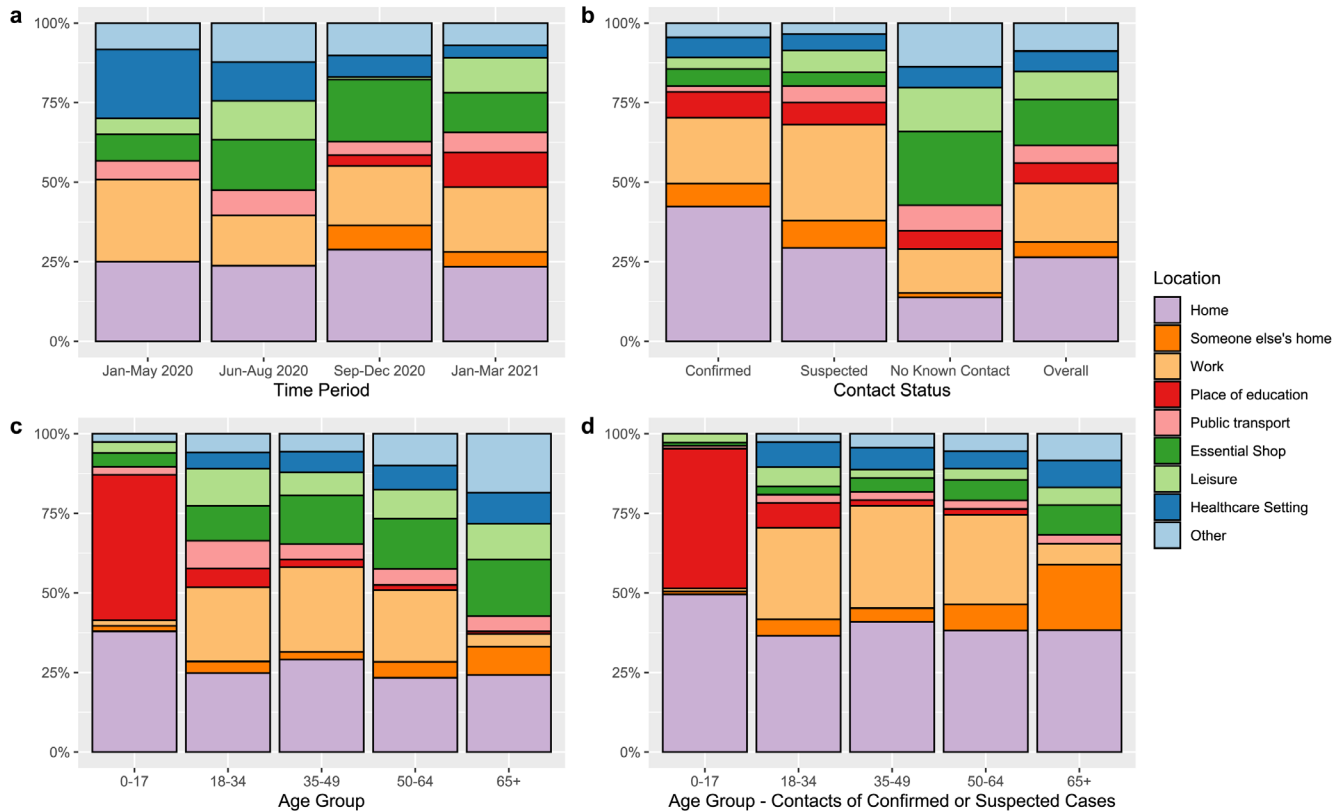 a
100%
75%
50%
25%
0%
Jan-May 2020 Jun-Aug 2020 Sep-Dec 2020 Jan-Mar 2021
Time Period
b
100%
75%
50%
25%
0%
Confirmed Suspected No Known Contact Overall
Contact Status
c
100%
75%
50%
25%
0%
0-17 18-34 35-49 50-64 65+
Age Group
d
100%
75%
50%
25%
0%
0-17 18-34 35-49 50-64 65+
Age Group - Contacts of Confirmed or Suspected Cases
Location
Home
Someone else's home
Work
Place of education
Public transport
Essential Shop
Leisure
Healthcare Setting
Other